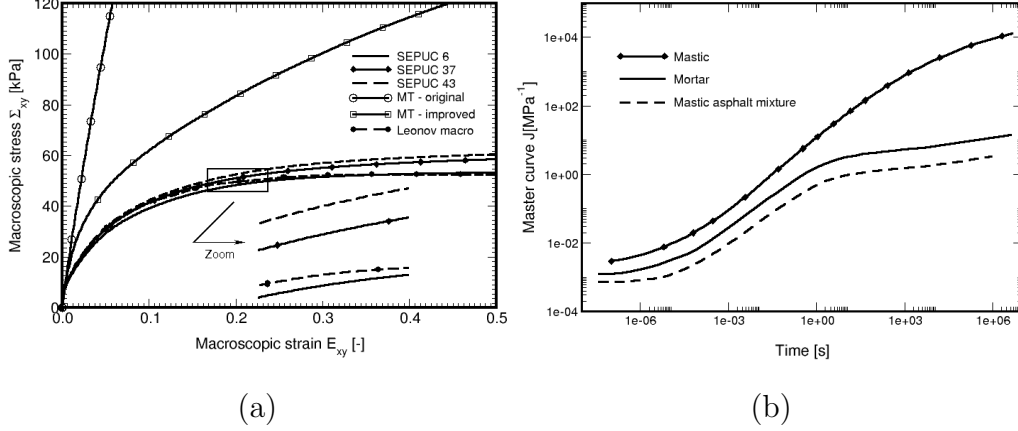 120
100
80
60
40
20
0
Macroscopic stress Σxy [kPa]
SEPUC 6
SEPUC 37
SEPUC 43
MT - original
MT - improved
Leonov macro
Zoom
0.0 0.1 0.2 0.3 0.4 0.5
Macroscopic strain Exy [-]
(a)
1e+04
1e+02
1e+00
1e-02
1e-04
Master curve J[MPa-1]
Mastic
Mortar
Mastic asphalt mixture
1e-06 1e-03 1e+00 1e+03 1e+06
Time [s]
(b)